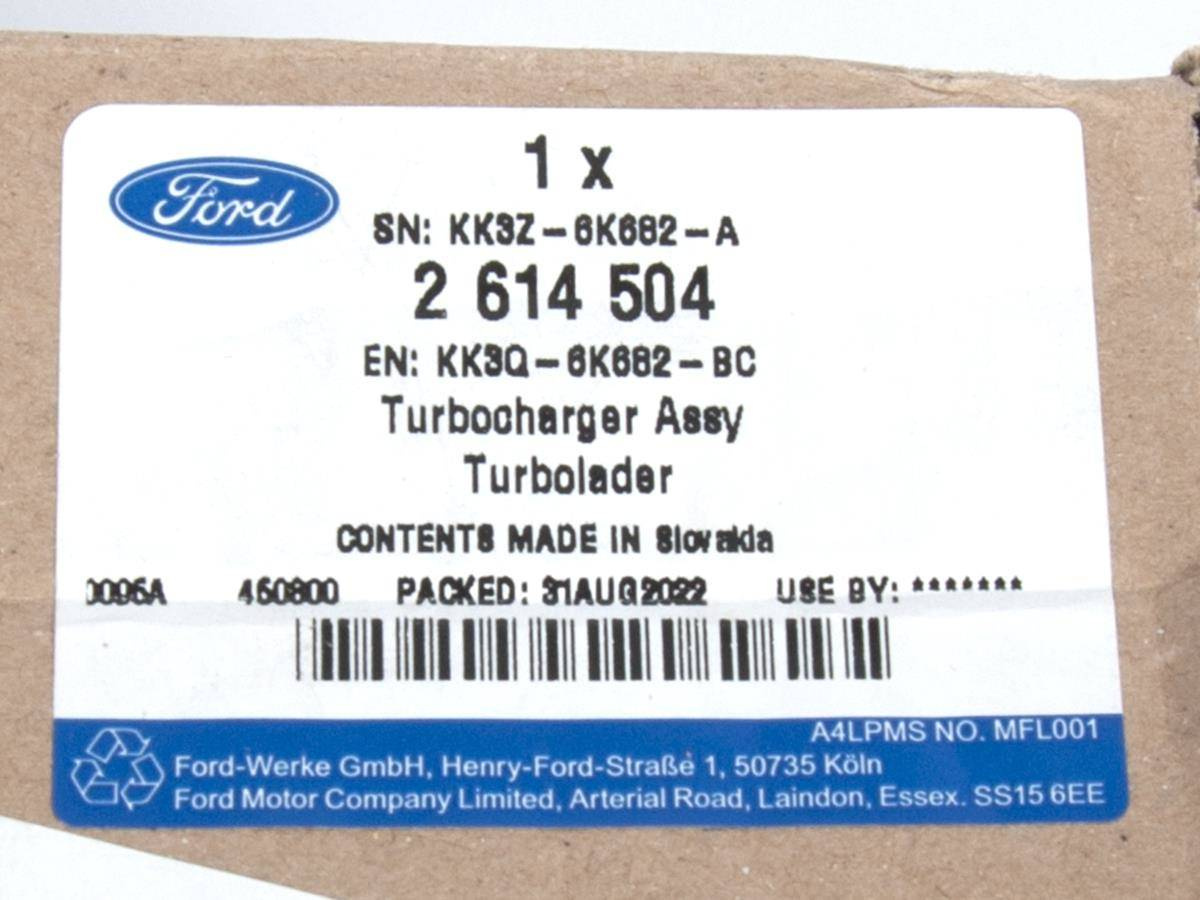 Ford
1 x
SN: KK3Z-6K682-A
2 614 504
EN: KK3Q-6K682-BC
Turbocharger Assy
Turbolader
CONTENTS MADE IN Slovakia
0095A 450800 PACKED: 31AUG2022 USE BY: *******
A4LPMS NO. MFL001
Ford-Werke GmbH, Henry-Ford-Straße 1, 50735 Köln
Ford Motor Company Limited, Arterial Road, Laindon, Essex. SS15 6EE